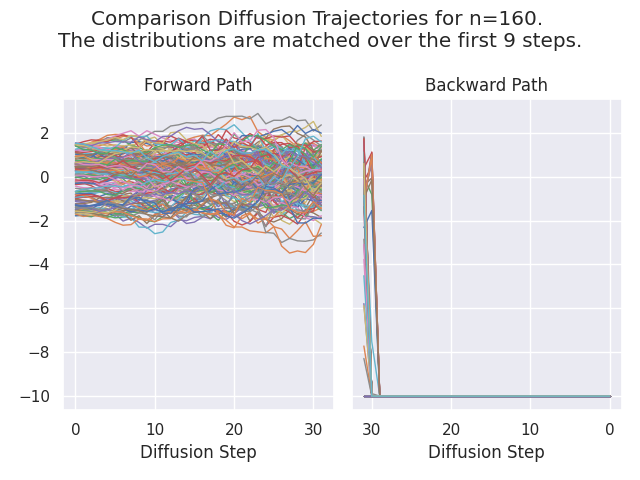 Comparison Diffusion Trajectories for n=160.
The distributions are matched over the first 9 steps.
Forward Path
Backward Path
2
0
−2
−4
−6
−8
−10
0 10 20 30
30 20 10 0
Diffusion Step
Diffusion Step